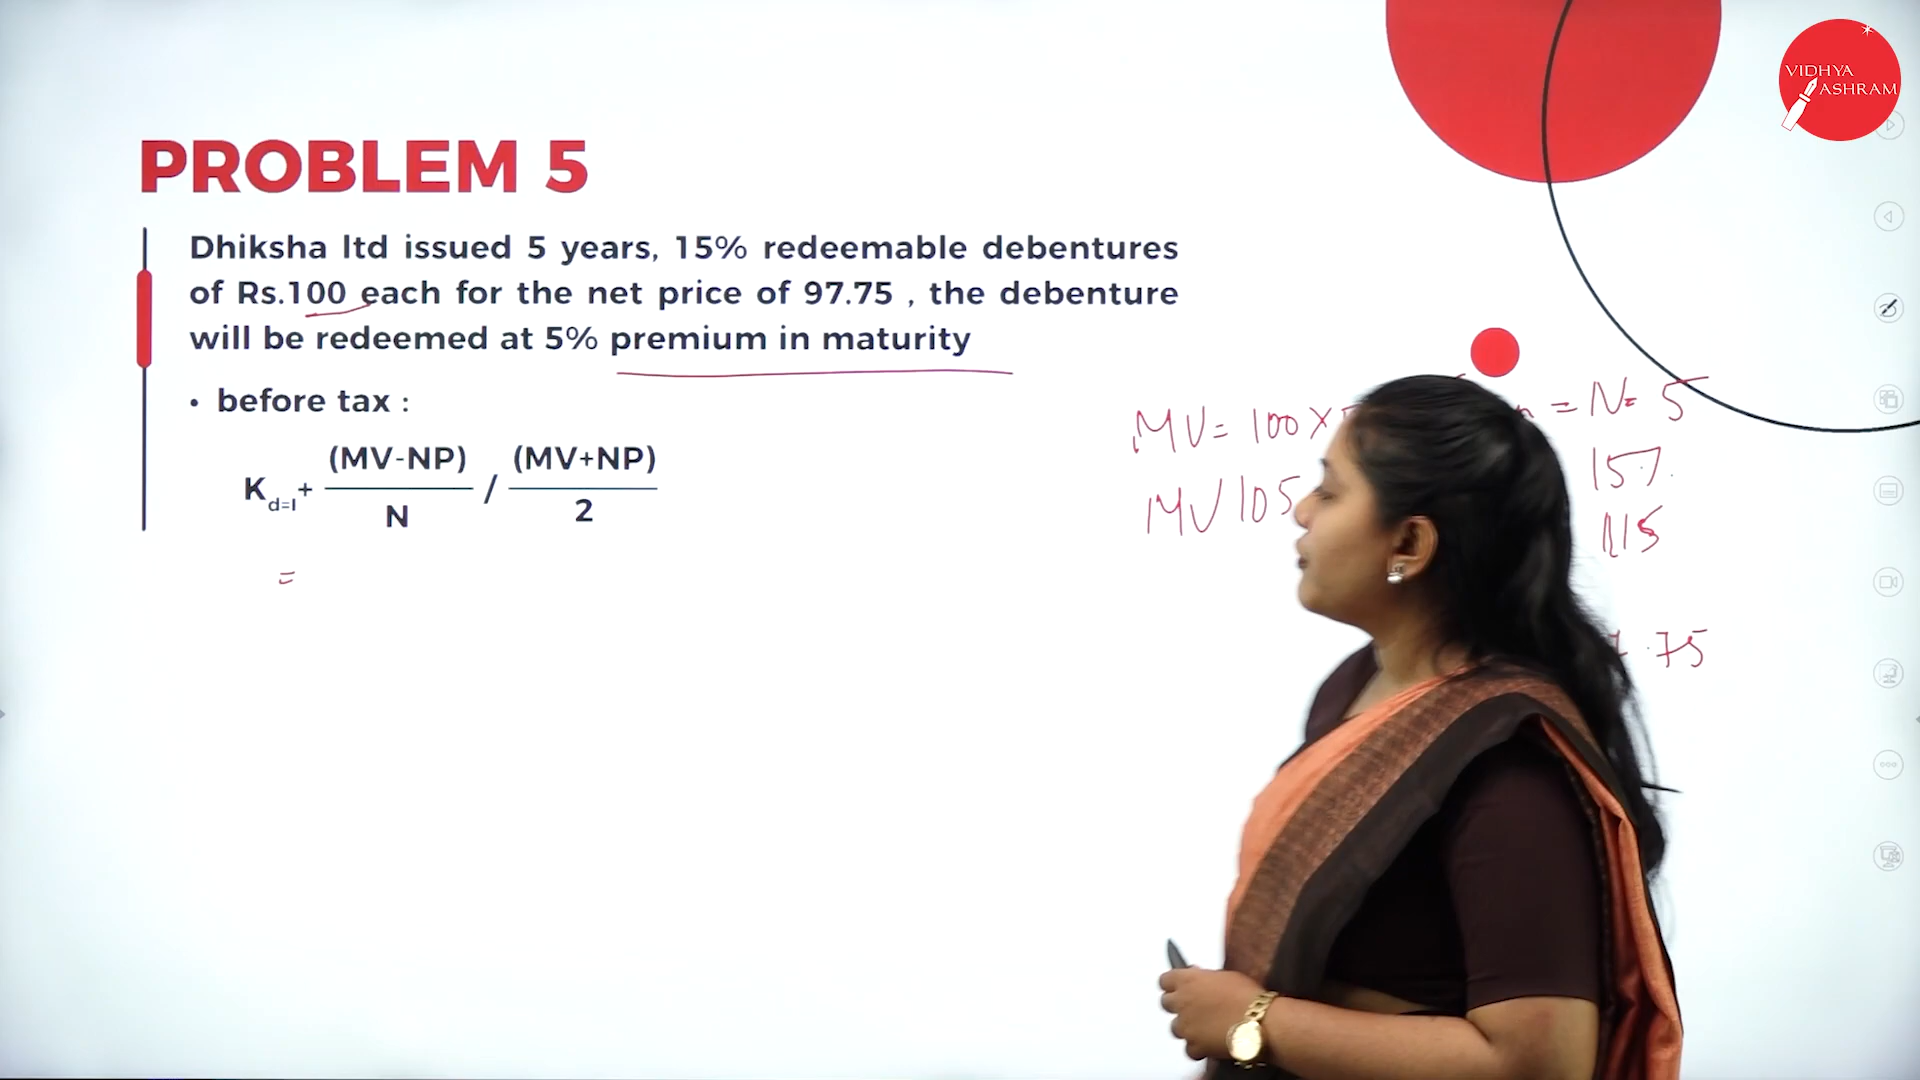 VIDHYA
ASHRAM
PROBLEM 5
Dhiksha ltd issued 5 years, 15% redeemable debentures
of Rs.100 each for the net price of 97.75 , the debenture
will be redeemed at 5% premium in maturity
• before tax :
K d=I + (MV-NP) / (MV+NP)
N 2
=
MV= 100 X
= N= 5
15%
MV 105
115
.75